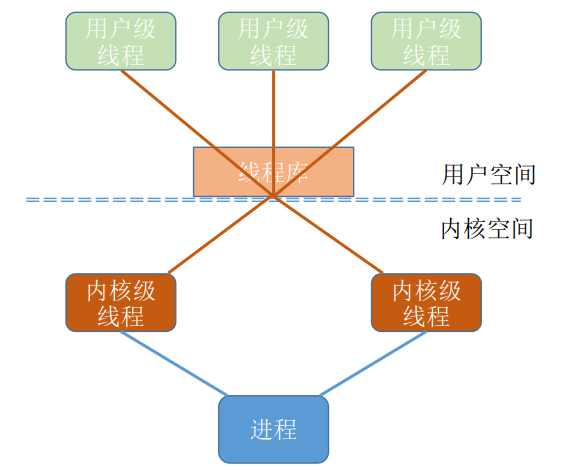 用户级
线程
用户级
线程
用户级
线程
线程库
用户空间
内核空间
内核级
线程
内核级
线程
进程